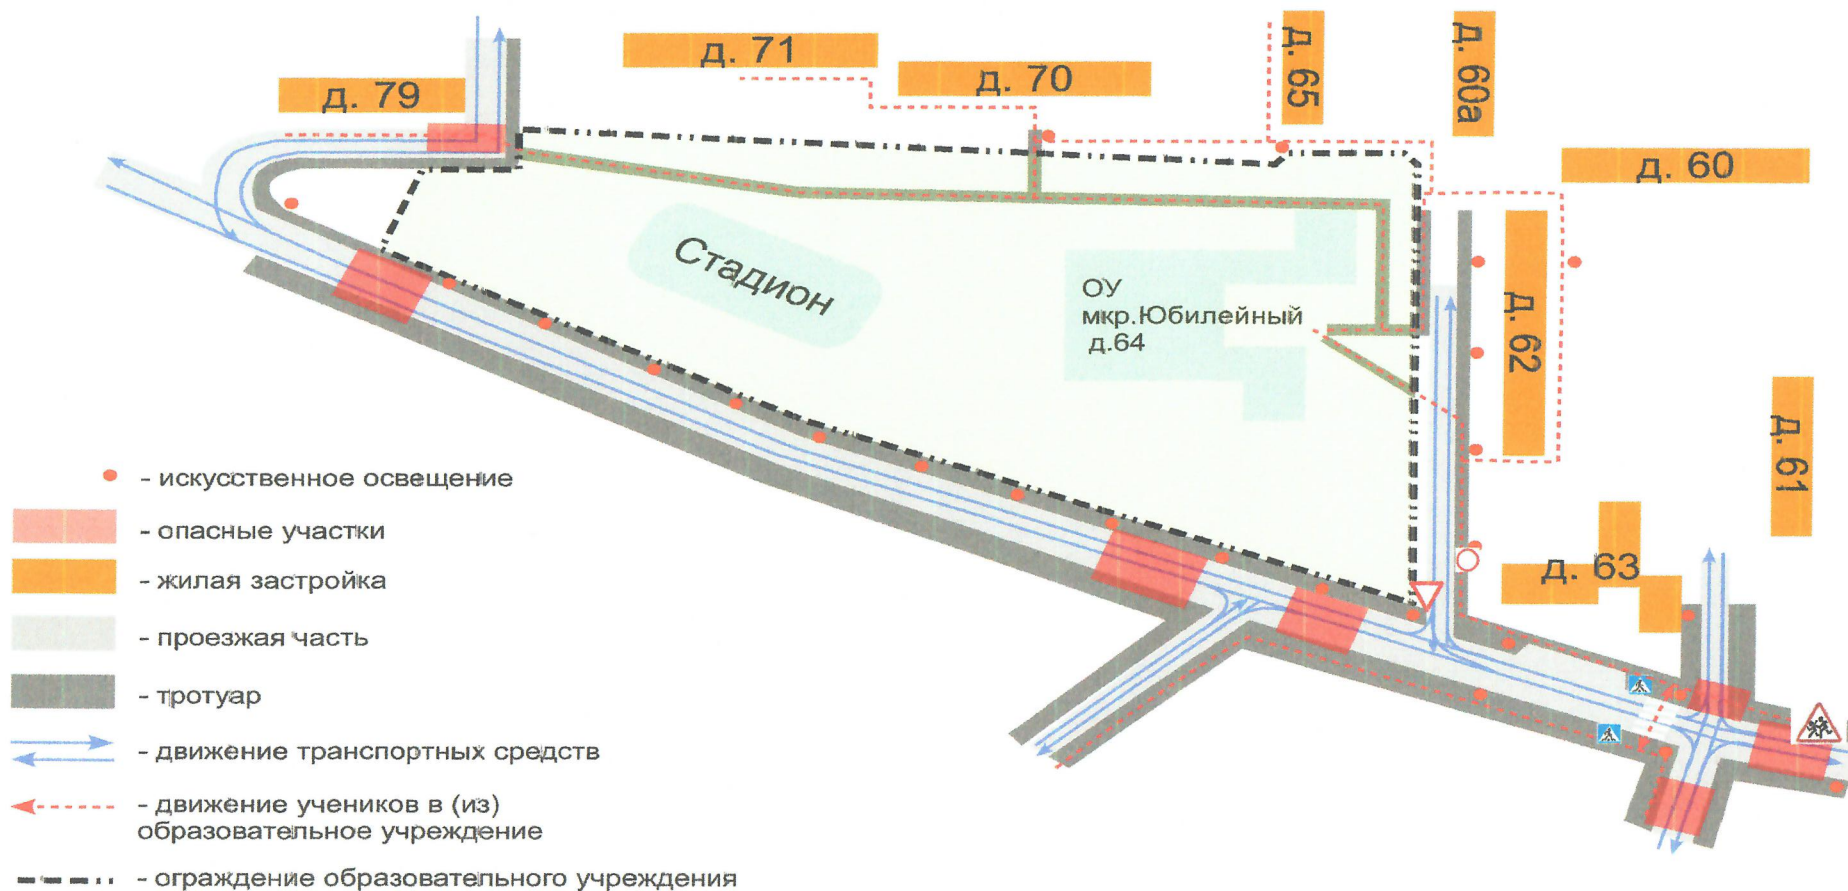 д. 79
д. 71
д. 70
д. 65
д. 60а
д. 60
Стадион
ОУ
мкр.Юбилейный
д.64
д. 62
д. 61
д. 63
- искусственное освещение
- опасные участки
- жилая застройка
- проезжая часть
- тротуар
- движение транспортных средств
- движение учеников в (из)
образовательное учреждение
- ограждение образовательного учреждения